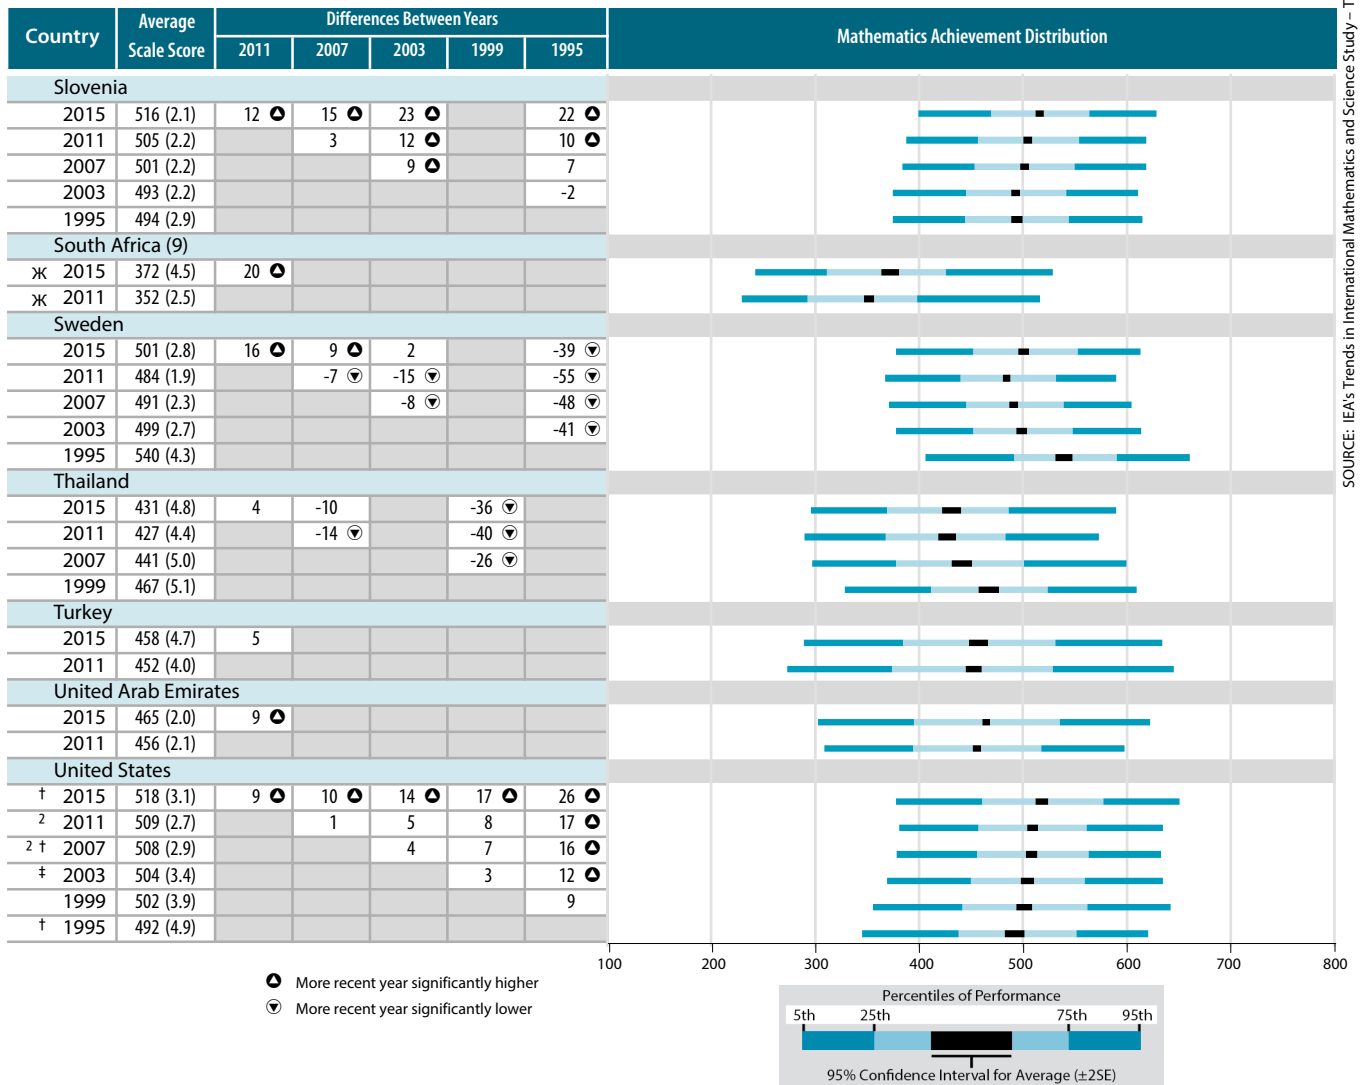 Country
Average
Scale Score
Differences Between Years
2011 2007 2003 1999 1995
Mathematics Achievement Distribution
Slovenia
2015 516 (2.1) 12 15 23 22
2011 505 (2.2) 3 12 10
2007 501 (2.2) 9 7
2003 493 (2.2) -2
1995 494 (2.9)
South Africa (9)
Ж 2015 372 (4.5) 20
Ж 2011 352 (2.5)
Sweden
2015 501 (2.8) 16 9 2 -39
2011 484 (1.9) -7 -15 -55
2007 491 (2.3) -8 -48
2003 499 (2.7) -41
1995 540 (4.3)
Thailand
2015 431 (4.8) 4 -10 -36
2011 427 (4.4) -14 -40
2007 441 (5.0) -26
1999 467 (5.1)
Turkey
2015 458 (4.7) 5
2011 452 (4.0)
United Arab Emirates
2015 465 (2.0) 9
2011 456 (2.1)
United States
† 2015 518 (3.1) 9 10 14 17 26
2 2011 509 (2.7) 1 5 8 17
2 † 2007 508 (2.9) 4 7 16
‡ 2003 504 (3.4) 3 12
1999 502 (3.9) 9
† 1995 492 (4.9)
100 200 300 400 500 600 700 800
More recent year significantly higher
More recent year significantly lower
Percentiles of Performance
5th 25th 75th 95th
95% Confidence Interval for Average (±2SE)
SOURCE: IEA's Trends in International Mathematics and Science Study –